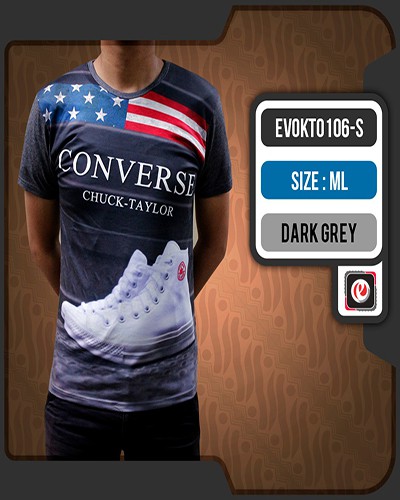 CONVERSE
CHUCK-TAYLOR
EVOKT0106-S
SIZE : ML
DARK GREY